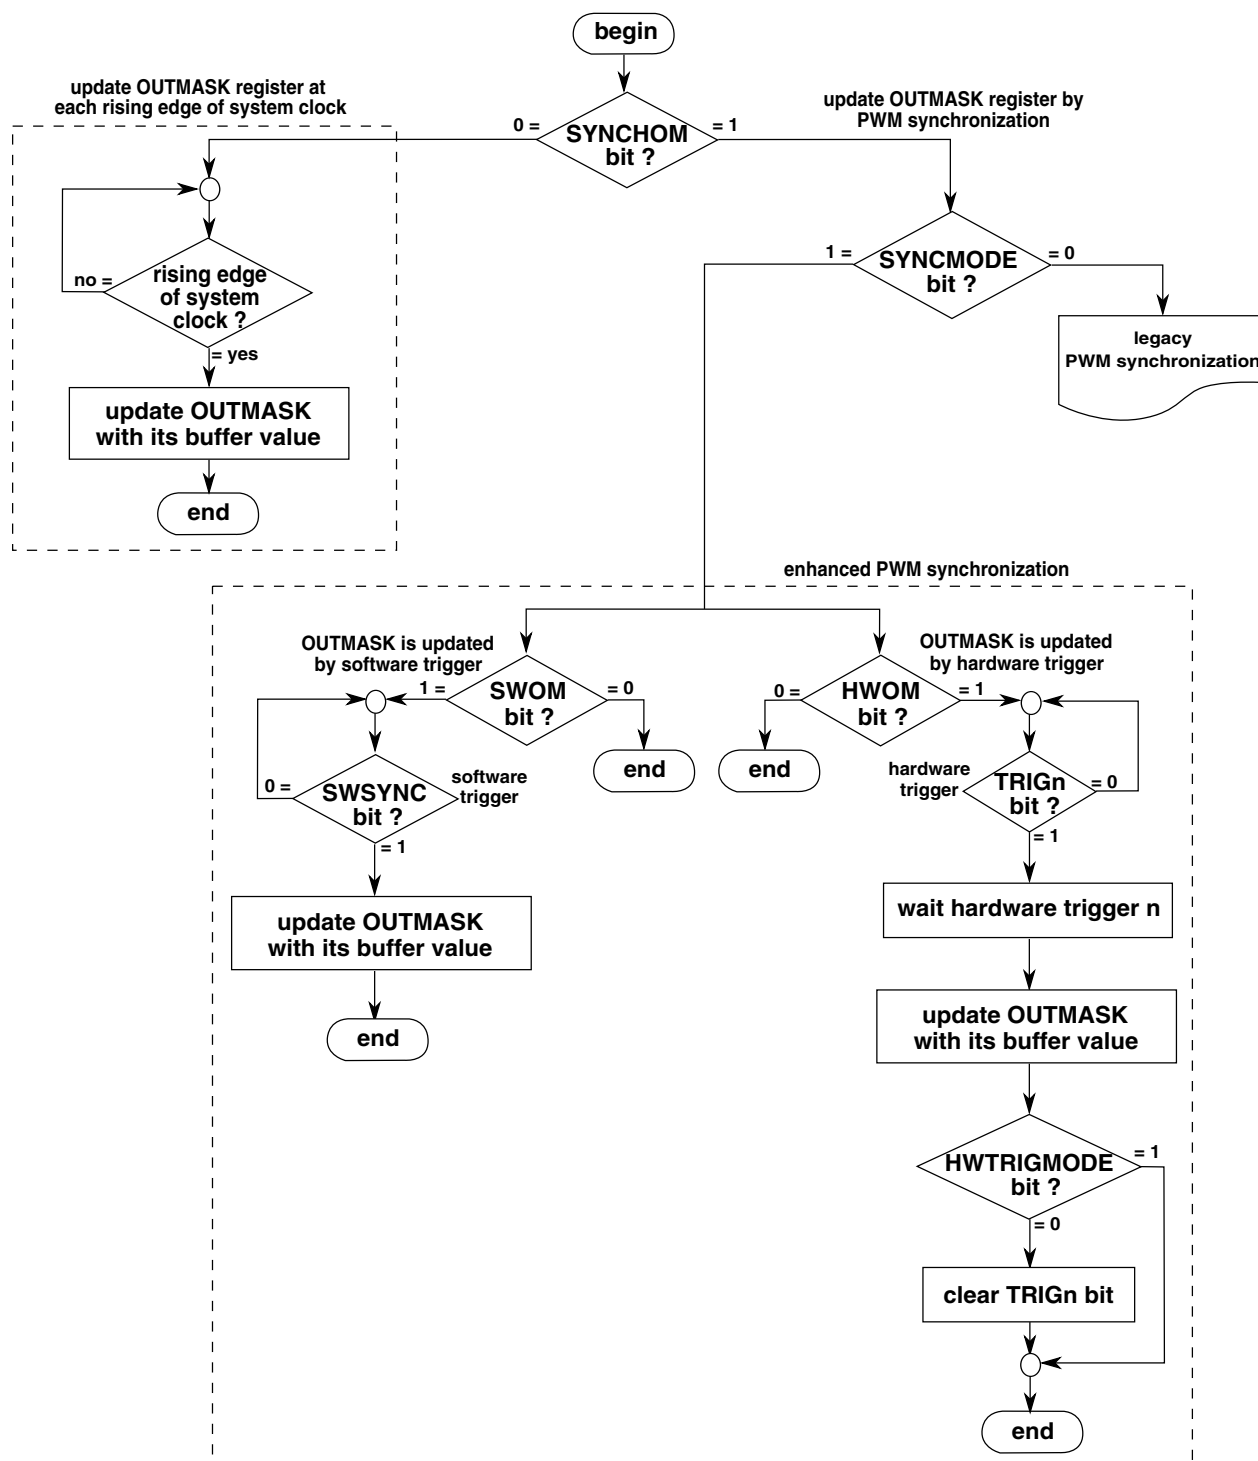 begin
update OUTMASK register at
each rising edge of system clock
update OUTMASK register by
PWM synchronization
0 =
SYNCHOM
bit ?
= 1
1 =
SYNCMODE
bit ?
= 0
no =
rising edge
of system
clock ?
= yes
legacy
PWM synchronization
update OUTMASK
with its buffer value
end
enhanced PWM synchronization
OUTMASK is updated
by software trigger
OUTMASK is updated
by hardware trigger
1 =
SWOM
bit ?
= 0
0 =
HWOM
bit ?
= 1
end
end
0 =
SWSYNC
bit ?
software
trigger
= 1
hardware
trigger
TRIGn
bit ?
= 0
= 1
update OUTMASK
with its buffer value
end
wait hardware trigger n
update OUTMASK
with its buffer value
HWTRIGMODE
bit ?
= 1
= 0
clear TRIGn bit
end